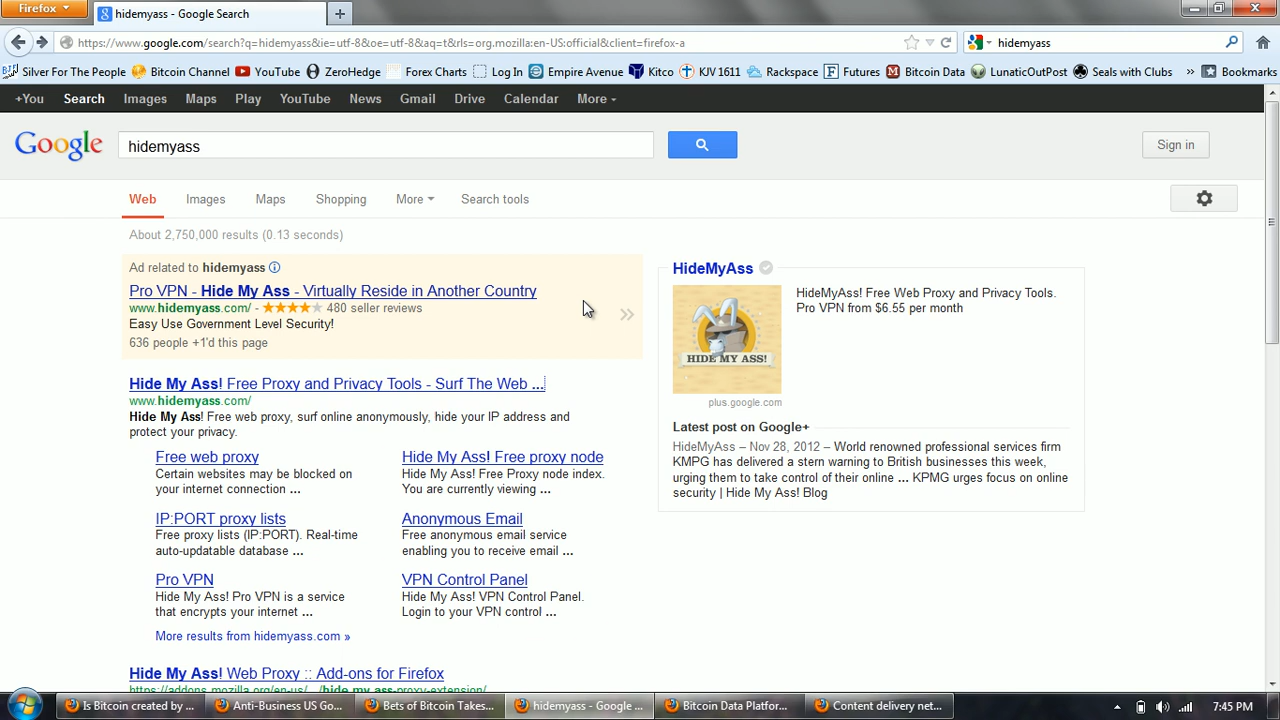 Firefox
hidemyass - Google Search
https://www.google.com/search?q=hidemyass&ie=utf-8&oe=utf-8&aq=t&rls=org.mozilla:en-US:official&client=firefox-a
hidemyass
Silver For The People
Bitcoin Channel
YouTube
ZeroHedge
Forex Charts
Log In
Empire Avenue
Kitco
KJV 1611
Rackspace
Futures
Bitcoin Data
LunaticOutPost
Seals with Clubs
»
Bookmarks
+You Search Images Maps Play YouTube News Gmail Drive Calendar More
Google
hidemyass
Sign in
Web Images Maps Shopping More Search tools
About 2,750,000 results (0.13 seconds)
Ad related to hidemyass
Pro VPN - Hide My Ass - Virtually Reside in Another Country
www.hidemyass.com/ - ★★★★★ 480 seller reviews
Easy Use Government Level Security!
636 people +1'd this page
»
Hide My Ass! Free Proxy and Privacy Tools - Surf The Web ...
www.hidemyass.com/
Hide My Ass! Free web proxy, surf online anonymously, hide your IP address and
protect your privacy.
Free web proxy
Certain websites may be blocked on
your internet connection ...
Hide My Ass! Free proxy node
Hide My Ass! Free Proxy node index.
You are currently viewing ...
IP:PORT proxy lists
Free proxy lists (IP:PORT). Real-time
auto-updatable database ...
Anonymous Email
Free anonymous email service
enabling you to receive email ...
Pro VPN
Hide My Ass! Pro VPN is a service
that encrypts your internet ...
VPN Control Panel
Hide My Ass! VPN Control Panel.
Login to your VPN control ...
More results from hidemyass.com »
Hide My Ass! Web Proxy :: Add-ons for Firefox
https://addons.mozilla.org/en-us/.../hide-my-ass-proxy-extension/
HideMyAss
HIDE MY ASS!
HideMyAss! Free Web Proxy and Privacy Tools.
Pro VPN from $6.55 per month
plus.google.com
Latest post on Google+
HideMyAss – Nov 28, 2012 – World renowned professional services firm
KMPG has delivered a stern warning to British businesses this week,
urging them to take control of their online ... KMPG urges focus on online
security | Hide My Ass! Blog
Is Bitcoin created by ...
Anti-Business US Go...
Bets of Bitcoin Takes...
hidemyass - Google ...
Bitcoin Data Platfor...
Content delivery net...
7:45 PM